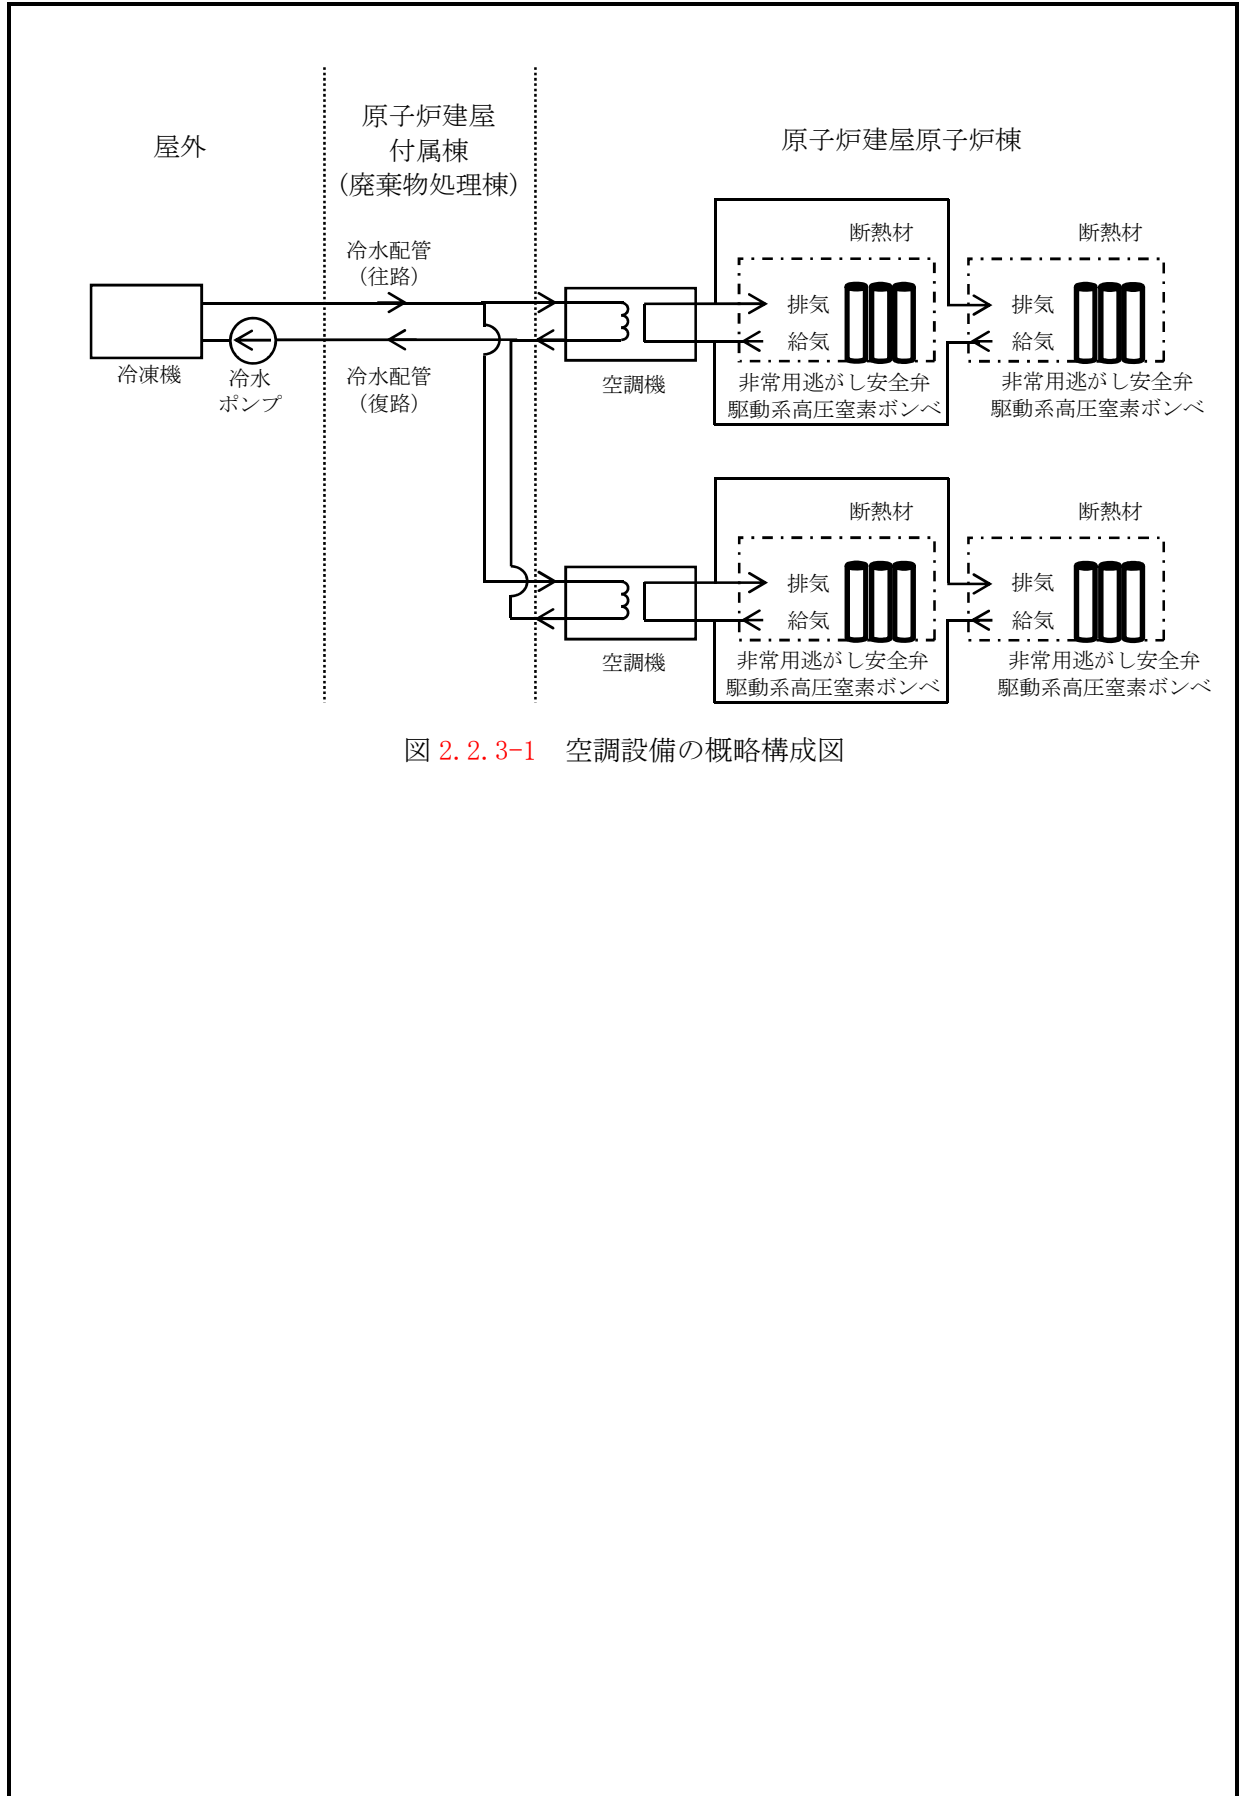 屋外
原子炉建屋
付属棟
(廃棄物処理棟)
原子炉建屋原子炉棟
冷水配管
(往路)
冷凍機
冷水
ポンプ
冷水配管
(復路)
空調機
断熱材
排気
給気
非常用逃がし安全弁
駆動系高圧窒素ボンベ
断熱材
排気
給気
非常用逃がし安全弁
駆動系高圧窒素ボンベ
空調機
断熱材
排気
給気
非常用逃がし安全弁
駆動系高圧窒素ボンベ
断熱材
排気
給気
非常用逃がし安全弁
駆動系高圧窒素ボンベ
図 2.2.3-1　空調設備の概略構成図